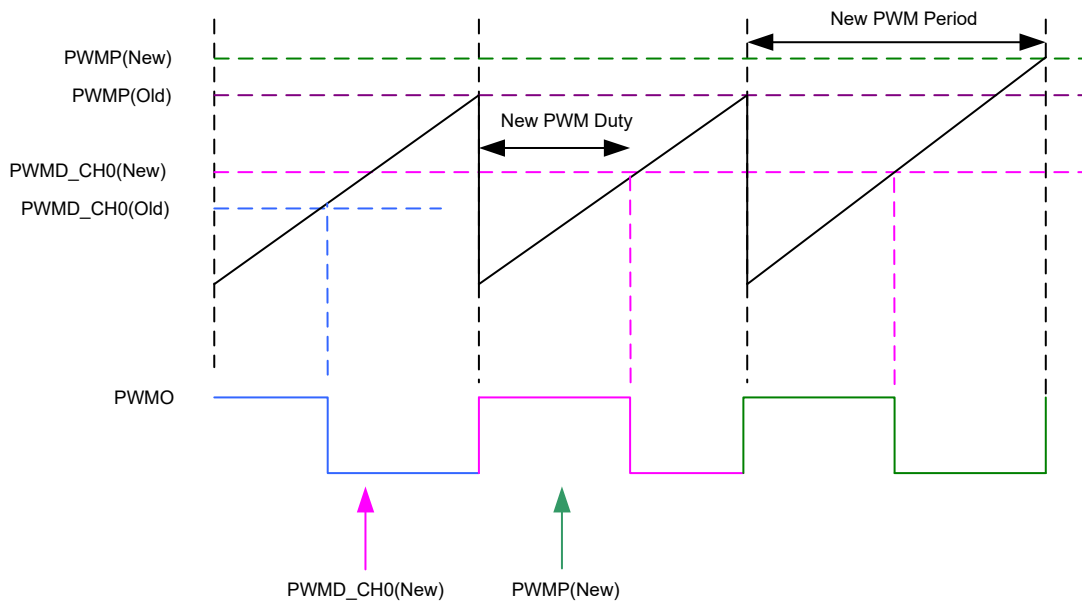 New PWM Period
PWMP(New)
PWMP(Old)
New PWM Duty
PWMD_CH0(New)
PWMD_CH0(Old)
PWMO
PWMD_CH0(New)
PWMP(New)